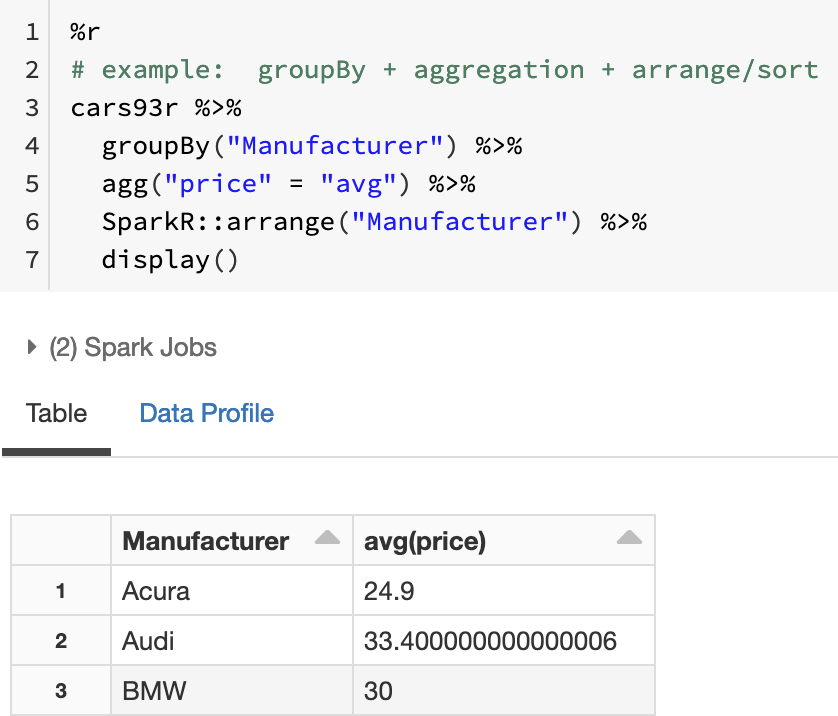 1 %r
2 # example:  groupBy + aggregation + arrange/sort
3 cars93r %>%
4   groupBy("Manufacturer") %>%
5   agg("price" = "avg") %>%
6   SparkR::arrange("Manufacturer") %>%
7   display()
(2) Spark Jobs
Table Data Profile
Manufacturer avg(price)
1 Acura 24.9
2 Audi 33.400000000000006
3 BMW 30